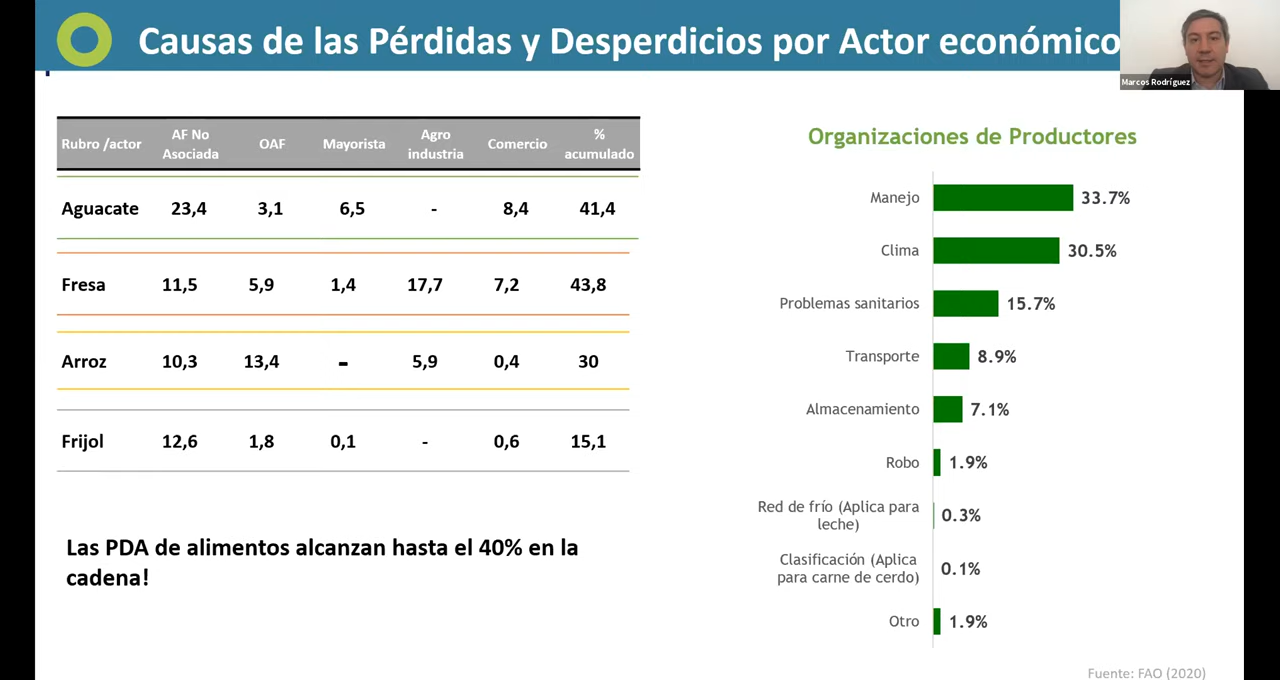 Causas de las Pérdidas y Desperdicios por Actor económico
Marcos Rodríguez
Rubro /actor AF No Asociada OAF Mayorista Agro industria Comercio % acumulado
Aguacate 23,4 3,1 6,5 - 8,4 41,4
Fresa 11,5 5,9 1,4 17,7 7,2 43,8
Arroz 10,3 13,4 - 5,9 0,4 30
Frijol 12,6 1,8 0,1 - 0,6 15,1
Las PDA de alimentos alcanzan hasta el 40% en la
cadena!
Organizaciones de Productores
Manejo 33.7%
Clima 30.5%
Problemas sanitarios 15.7%
Transporte 8.9%
Almacenamiento 7.1%
Robo 1.9%
Red de frío (Aplica para
leche) 0.3%
Clasificación (Aplica
para carne de cerdo) 0.1%
Otro 1.9%
Fuente: FAO (2020)